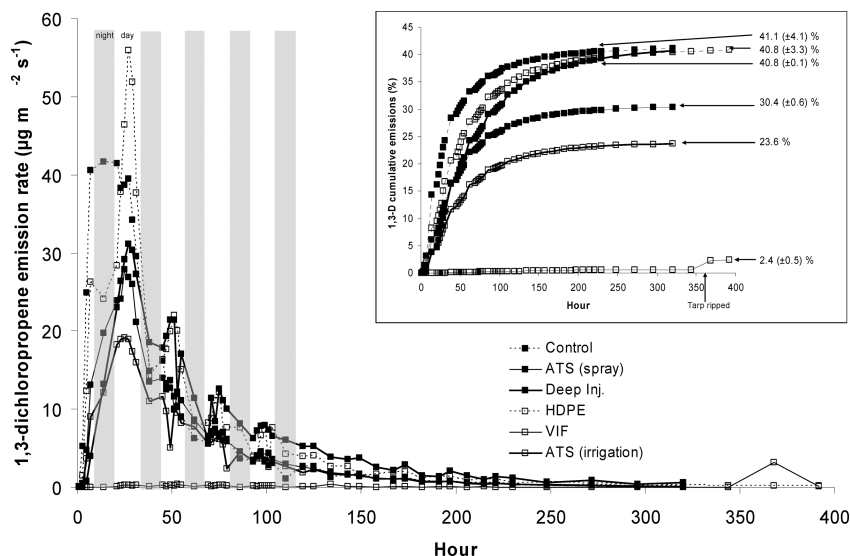 1,3-dichloropropene emission rate (µg m⁻² s⁻¹)
60
50
40
30
20
10
0
night day
0 50 100 150 200 250 300 350 400
Hour
1,3-D cumulative emissions (%)
45
40
35
30
25
20
15
10
5
0
0 50 100 150 200 250 300 350 400
Hour
Tarp ripped
41.1 (±4.1) %
40.8 (±3.3) %
40.8 (±0.1) %
30.4 (±0.6) %
23.6 %
2.4 (±0.5) %
Control
ATS (spray)
Deep Inj.
HDPE
VIF
ATS (irrigation)